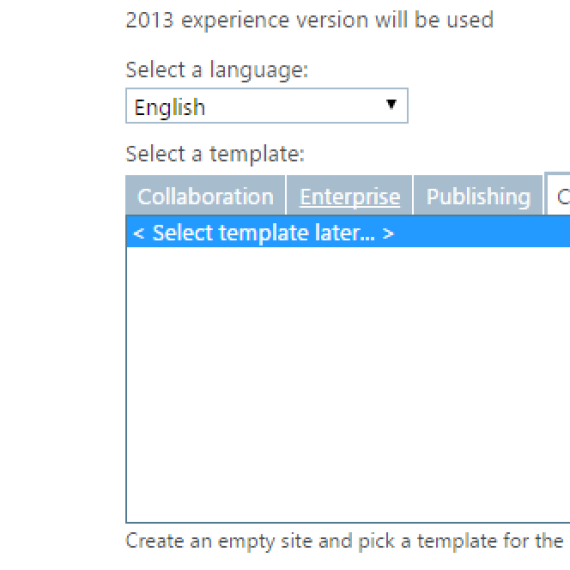 2013 experience version will be used
Select a language:
English
Select a template:
Collaboration Enterprise Publishing C
< Select template later... >
Create an empty site and pick a template for the